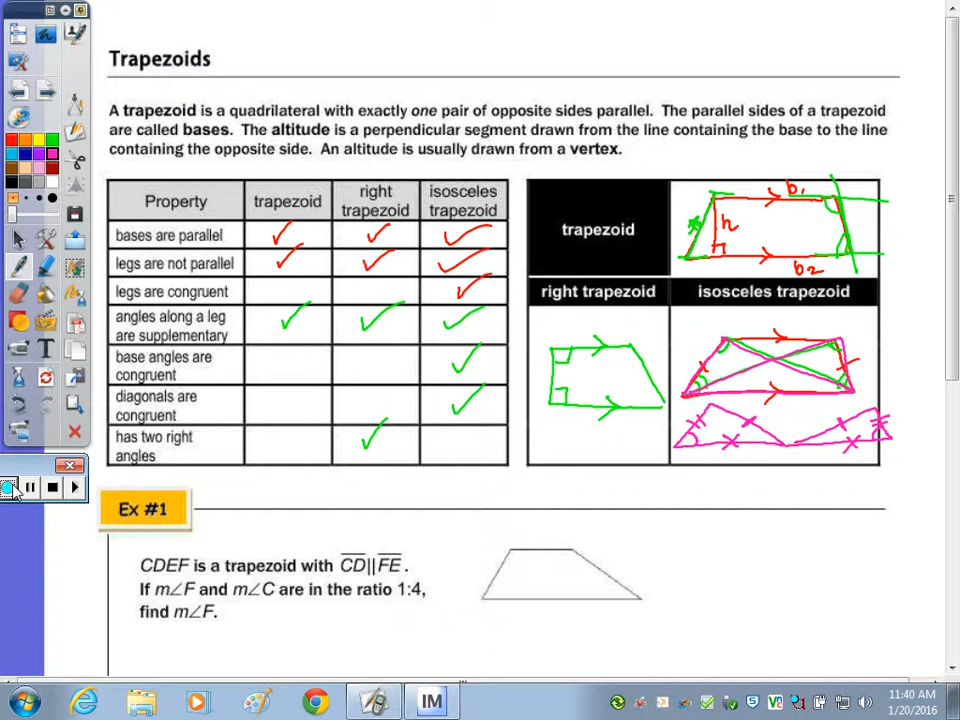 Trapezoids
A trapezoid is a quadrilateral with exactly one pair of opposite sides parallel. The parallel sides of a trapezoid
are called bases. The altitude is a perpendicular segment drawn from the line containing the base to the line
containing the opposite side. An altitude is usually drawn from a vertex.
Property trapezoid right trapezoid isosceles trapezoid
bases are parallel
legs are not parallel
legs are congruent
angles along a leg
are supplementary
base angles are
congruent
diagonals are
congruent
has two right
angles
trapezoid
b1
h
b2
right trapezoid isosceles trapezoid
Ex #1
CDEF is a trapezoid with CD||FE.
If m∠F and m∠C are in the ratio 1:4,
find m∠F.
IM
11:40 AM
1/20/2016